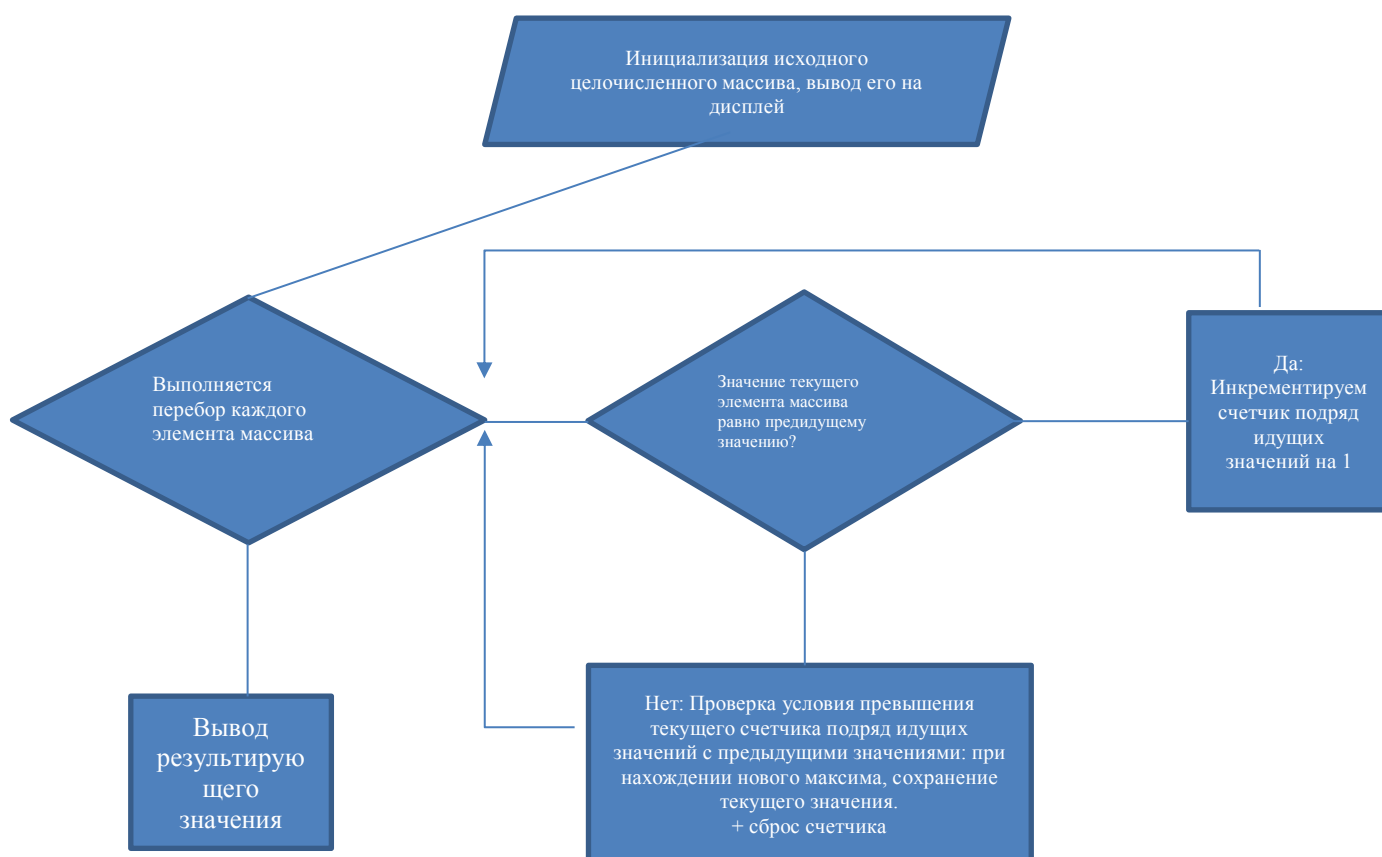 Инициализация исходного
целочисленного массива, вывод его на
дисплей
Выполняется
перебор каждого
элемента массива
Значение текущего
элемента массива
равно предидущему
значению?
Да:
Инкрементируем
счетчик подряд
идущих
значений на 1
Вывод
результирую
щего
значения
Нет: Проверка условия превышения
текущего счетчика подряд идущих
значений с предыдущими значениями: при
нахождении нового максима, сохранение
текущего значения.
+ сброс счетчика